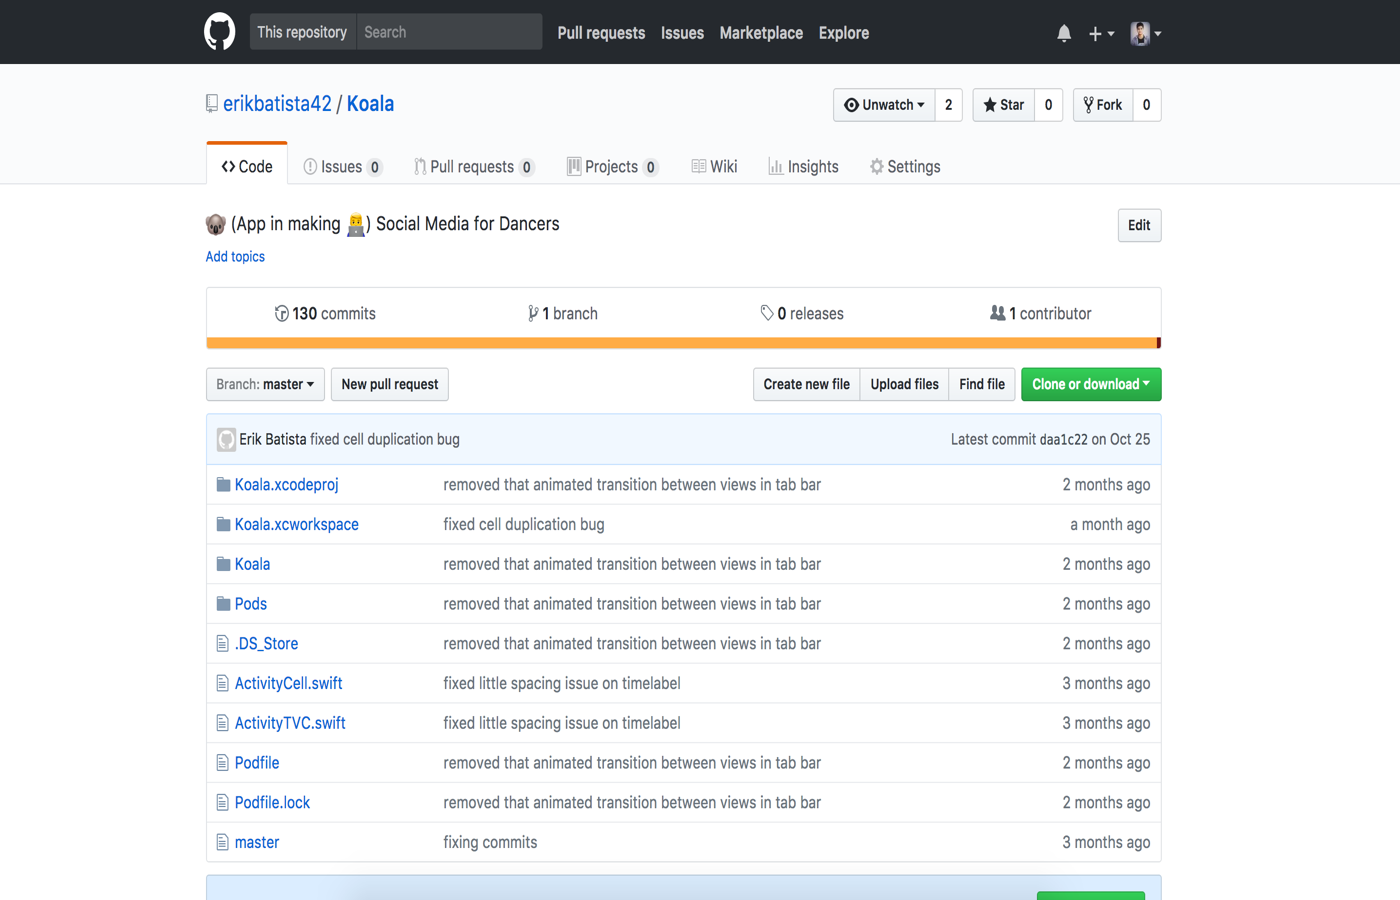 This repository Search Pull requests Issues Marketplace Explore
erikbatista42 / Koala Unwatch 2 Star 0 Fork 0
Code Issues 0 Pull requests 0 Projects 0 Wiki Insights Settings
(App in making ) Social Media for Dancers Edit
Add topics
130 commits 1 branch 0 releases 1 contributor
Branch: master New pull request Create new file Upload files Find file Clone or download
Erik Batista fixed cell duplication bug Latest commit daa1c22 on Oct 25
Koala.xcodeproj removed that animated transition between views in tab bar 2 months ago
Koala.xcworkspace fixed cell duplication bug a month ago
Koala removed that animated transition between views in tab bar 2 months ago
Pods removed that animated transition between views in tab bar 2 months ago
.DS_Store removed that animated transition between views in tab bar 2 months ago
ActivityCell.swift fixed little spacing issue on timelabel 3 months ago
ActivityTVC.swift fixed little spacing issue on timelabel 3 months ago
Podfile removed that animated transition between views in tab bar 2 months ago
Podfile.lock removed that animated transition between views in tab bar 2 months ago
master fixing commits 3 months ago